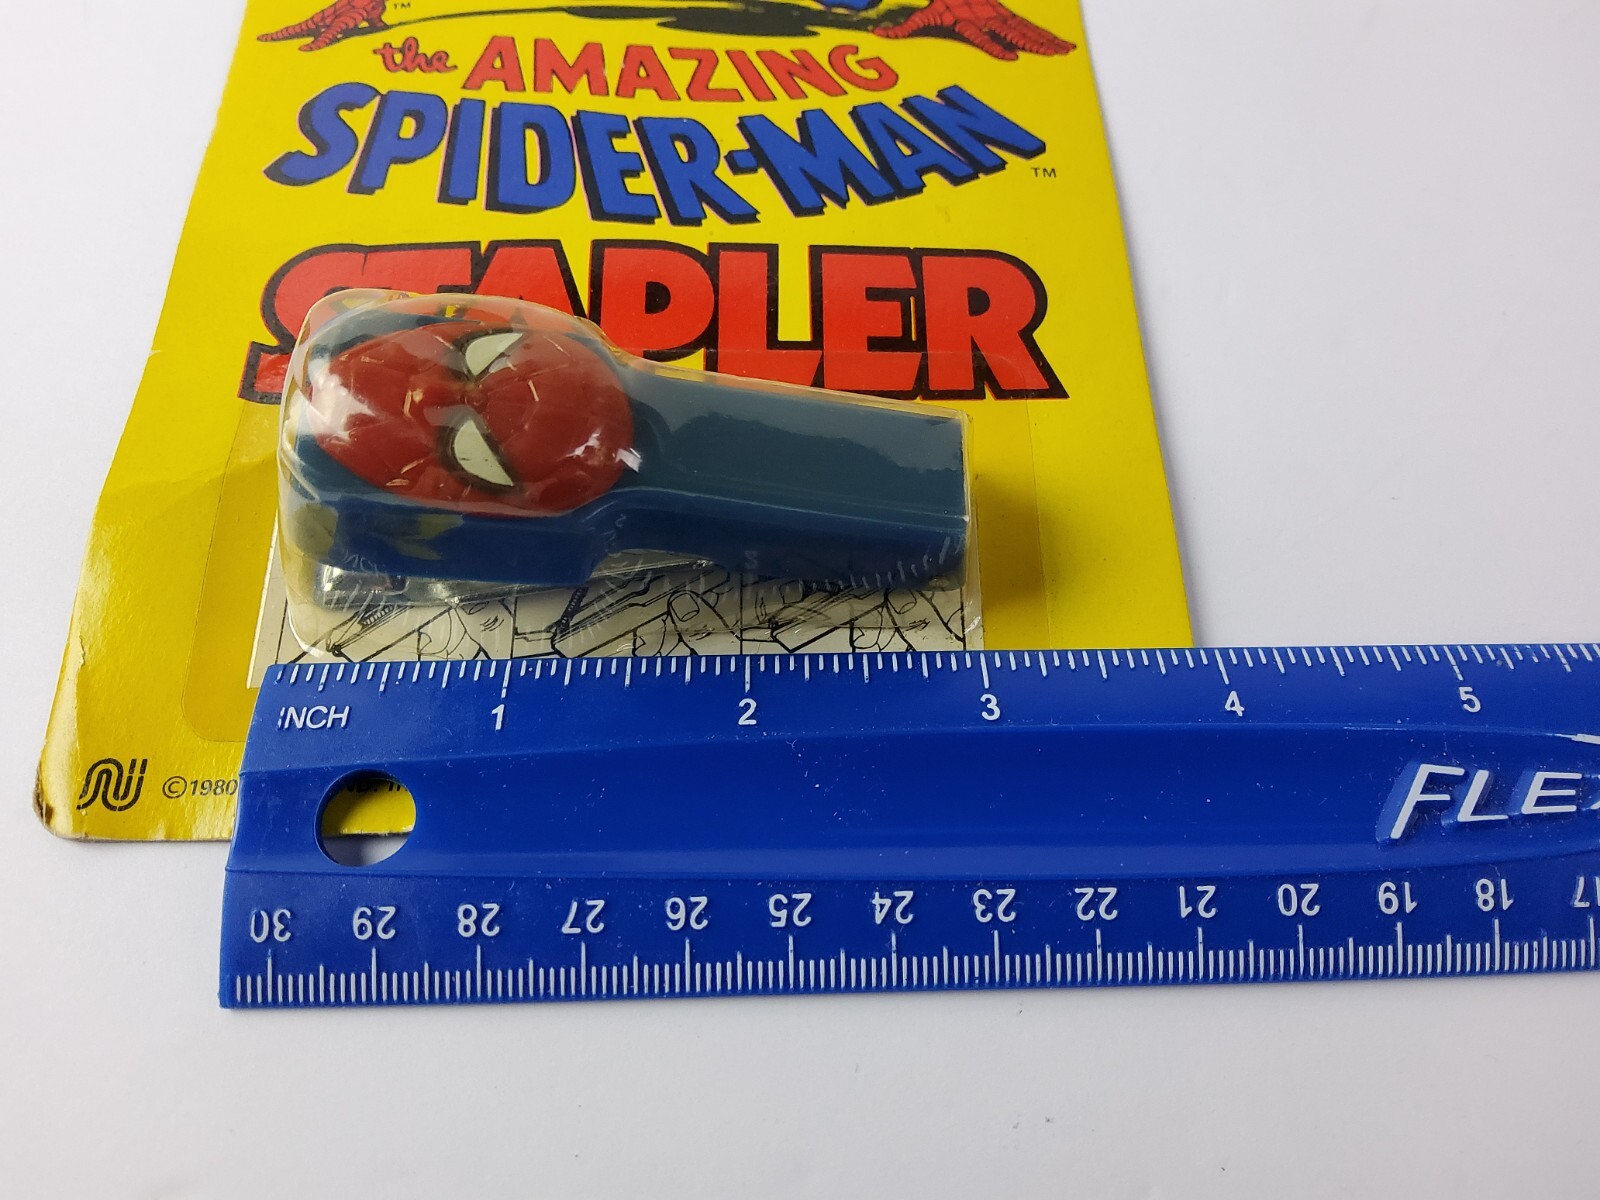 TM
the AMAZING
SPIDER-MAN
TM
STAPLER
1 2 3 4 5
INCH
©1980
FLEX
30 29 28 27 26 25 24 23 22 21 20 19 18 17